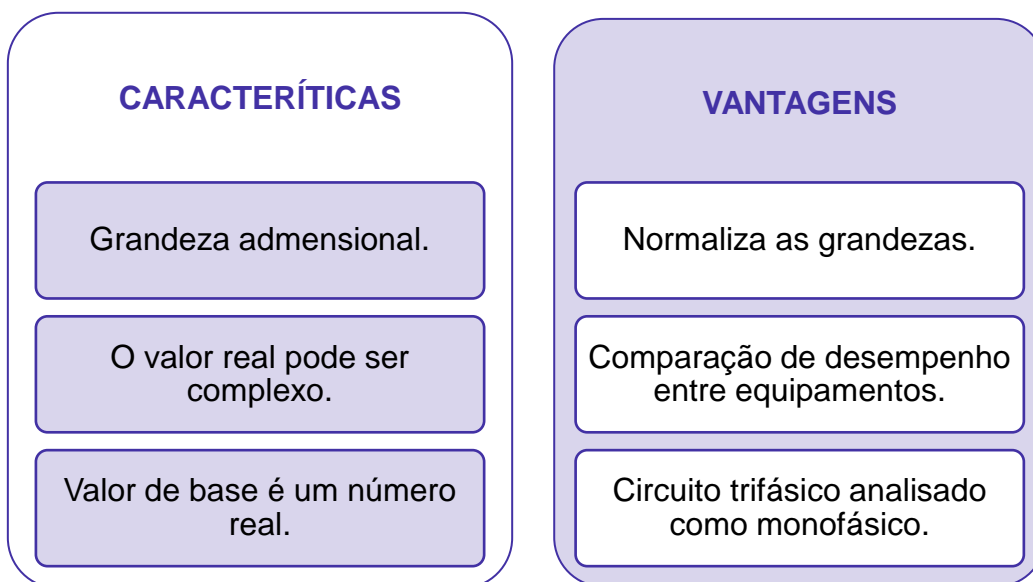 CARACTERÍTICAS
Grandeza admensional.
O valor real pode ser
complexo.
Valor de base é um número
real.
VANTAGENS
Normaliza as grandezas.
Comparação de desempenho
entre equipamentos.
Circuito trifásico analisado
como monofásico.